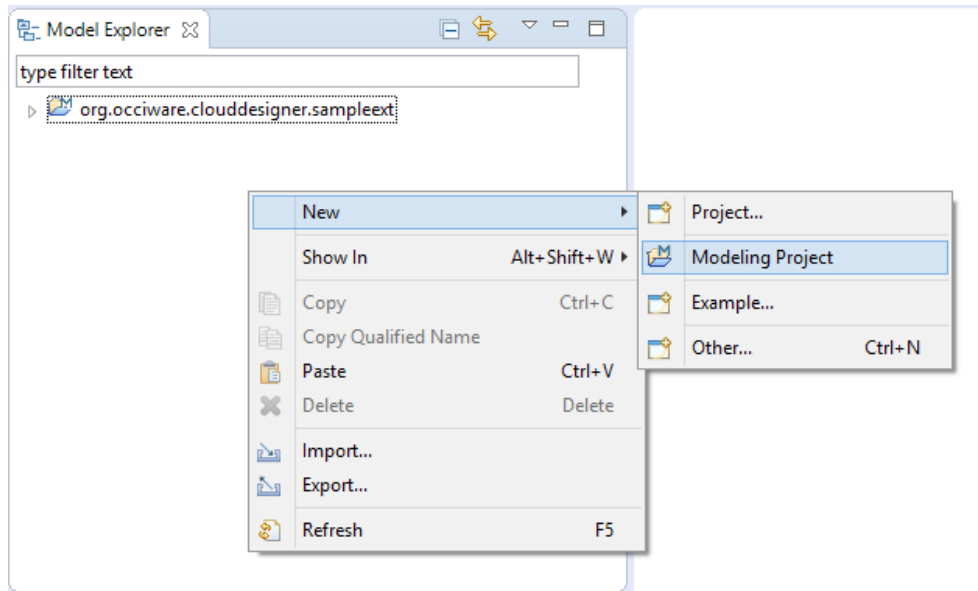 Model Explorer
type filter text
org.occiware.clouddesigner.sampleext
New
Project...
Modeling Project
Example...
Other... Ctrl+N
Show In Alt+Shift+W
Copy Ctrl+C
Copy Qualified Name
Paste Ctrl+V
Delete Delete
Import...
Export...
Refresh F5